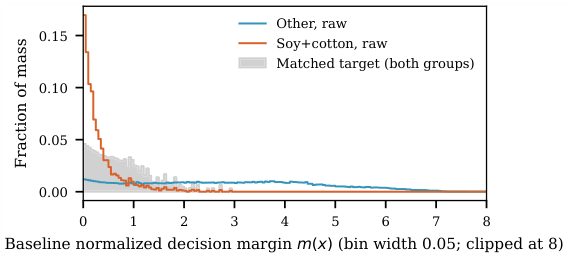 Other, raw
Soy+cotton, raw
Matched target (both groups)
Fraction of mass
0.15
0.10
0.05
0.00
0 1 2 3 4 5 6 7 8
Baseline normalized decision margin m(x) (bin width 0.05; clipped at 8)